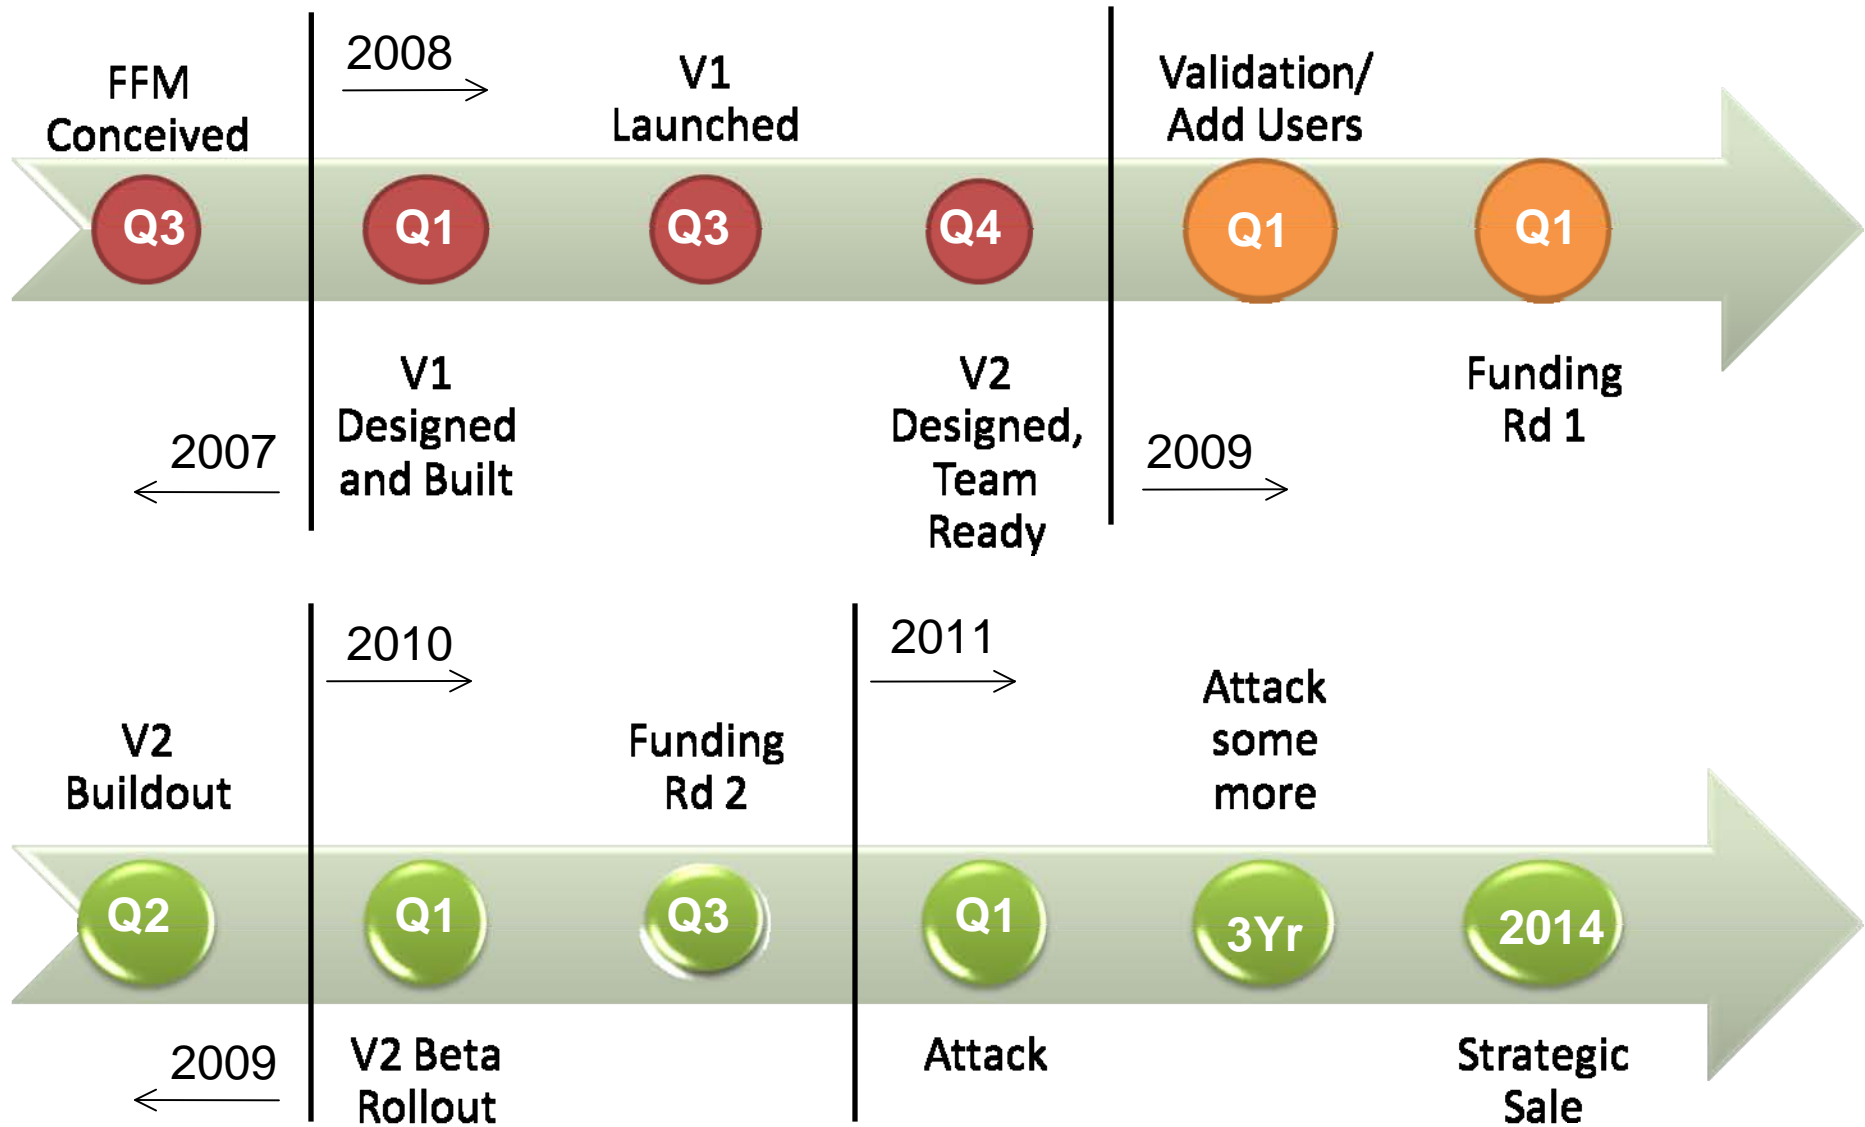 2008
FFM
Conceived
V1
Launched
Validation/
Add Users
Q3
Q1
Q3
Q4
Q1
Q1
2007
V1
Designed
and Built
V2
Designed,
Team
Ready
2009
Funding
Rd 1
2010
2011
V2
Buildout
Funding
Rd 2
Attack
some
more
Q2
Q1
Q3
Q1
3Yr
2014
2009
V2 Beta
Rollout
Attack
Strategic
Sale